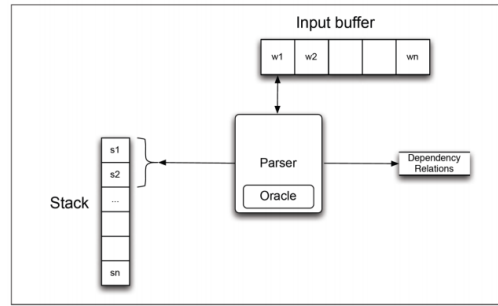 Input buffer
w1 w2 wn
s1
s2
...
sn
Stack
Parser
Oracle
Dependency
Relations